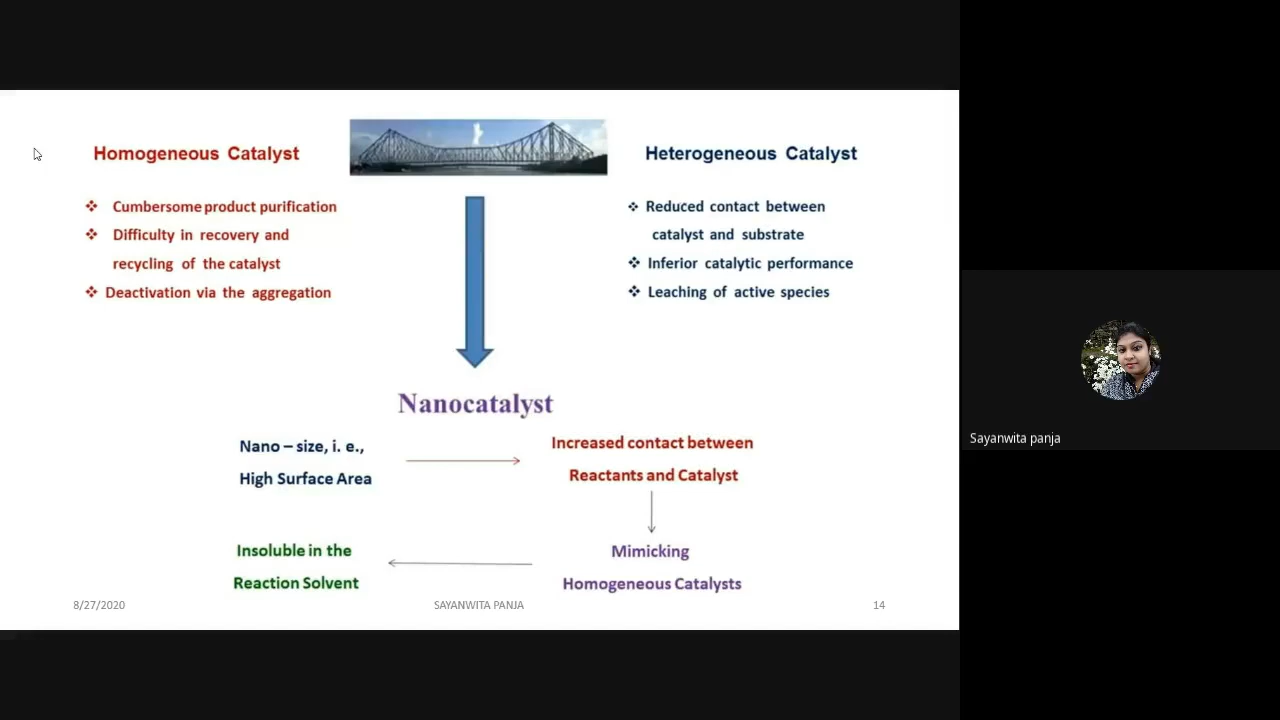 Homogeneous Catalyst
❖ Cumbersome product purification
❖ Difficulty in recovery and
recycling of the catalyst
❖ Deactivation via the aggregation
Heterogeneous Catalyst
❖ Reduced contact between
catalyst and substrate
❖ Inferior catalytic performance
❖ Leaching of active species
Nanocatalyst
Nano – size, i. e.,
High Surface Area
Increased contact between
Reactants and Catalyst
Mimicking
Homogeneous Catalysts
Insoluble in the
Reaction Solvent
8/27/2020
SAYANWITA PANJA
14
Sayanwita panja